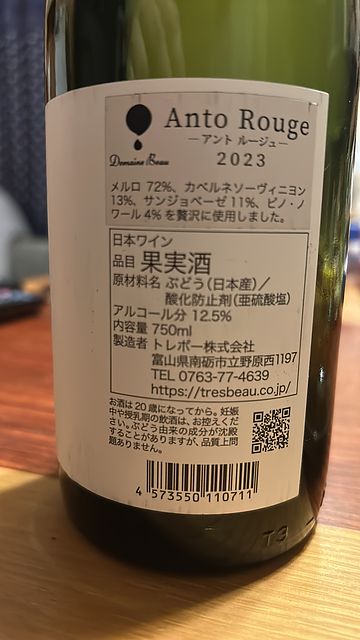 Anto Rouge
― アント ルージュ ―
Domaine Beau
2023
メルロ 72%、カベルネソーヴィニヨン
13%、サンジョベーゼ 11%、ピノ・ノ
ワール 4% を贅沢に使用しました。
日本ワイン
品目 果実酒
原材料名 ぶどう（日本産）／
酸化防止剤（亜硫酸塩）
アルコール分 12.5%
内容量 750ml
製造者 トレボー株式会社
富山県南砺市立野原西1197
TEL 0763-77-4639
https://tresbeau.co.jp/
お酒は 20 歳になってから。妊娠
中や授乳期の飲酒は、お控えくだ
さい。ぶどう由来の成分が沈殿
することがありますが、品質上問
題ありません。
4 573550 110711
T3